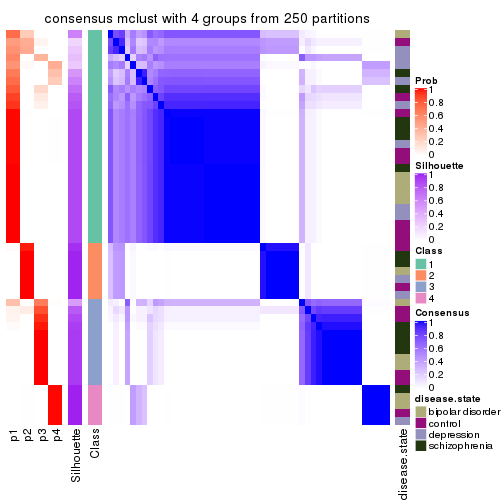 consensus mclust with 4 groups from 250 partitions
Prob
1
0.8
0.6
0.4
0.2
0
Silhouette
1
0.8
0.6
0.4
0.2
0
Class
1
2
3
4
Consensus
1
0.8
0.6
0.4
0.2
0
disease.state
bipolar disorder
control
depression
schizophrenia
p1
p2
p3
p4
Silhouette
Class
disease.state